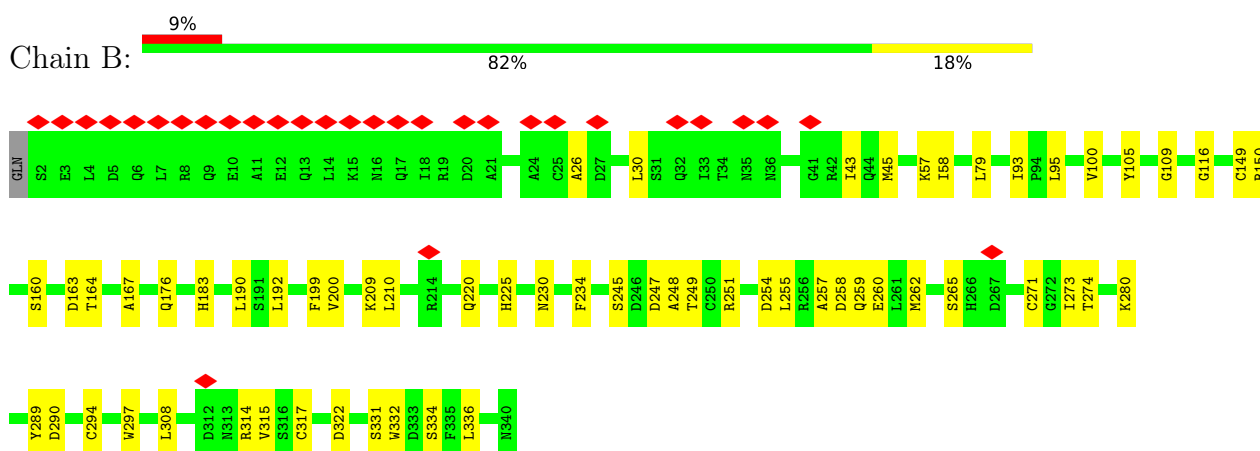 9%
Chain B:
82% 18%
GLN S2 E3 L4 D5 Q6 L7 R8 Q9 E10 A11 E12 Q13 L14 K15 N16 Q17 I18 R19 D20 A21 A24 C25 A26 D27 L30 S31 Q32 I33 T34 N35 N36 G41 R42 I43 Q44 M45 K57 I58 L79 I93 P94 L95 V100 Y105 G109 G116 C149 R150
S160 D163 T164 A167 Q176 H183 L190 S191 L192 F199 V200 K209 L210 R214 Q220 H225 N230 F234 S245 D246 D247 A248 T249 C250 R251 D254 L255 R256 A257 D258 Q259 E260 L261 M262 S265 H266 D267 C271 G272 I273 T274 K280
Y289 D290 C294 W297 L308 D312 N313 R314 V315 S316 C317 D322 S331 W332 D333 S334 F335 L336 N340